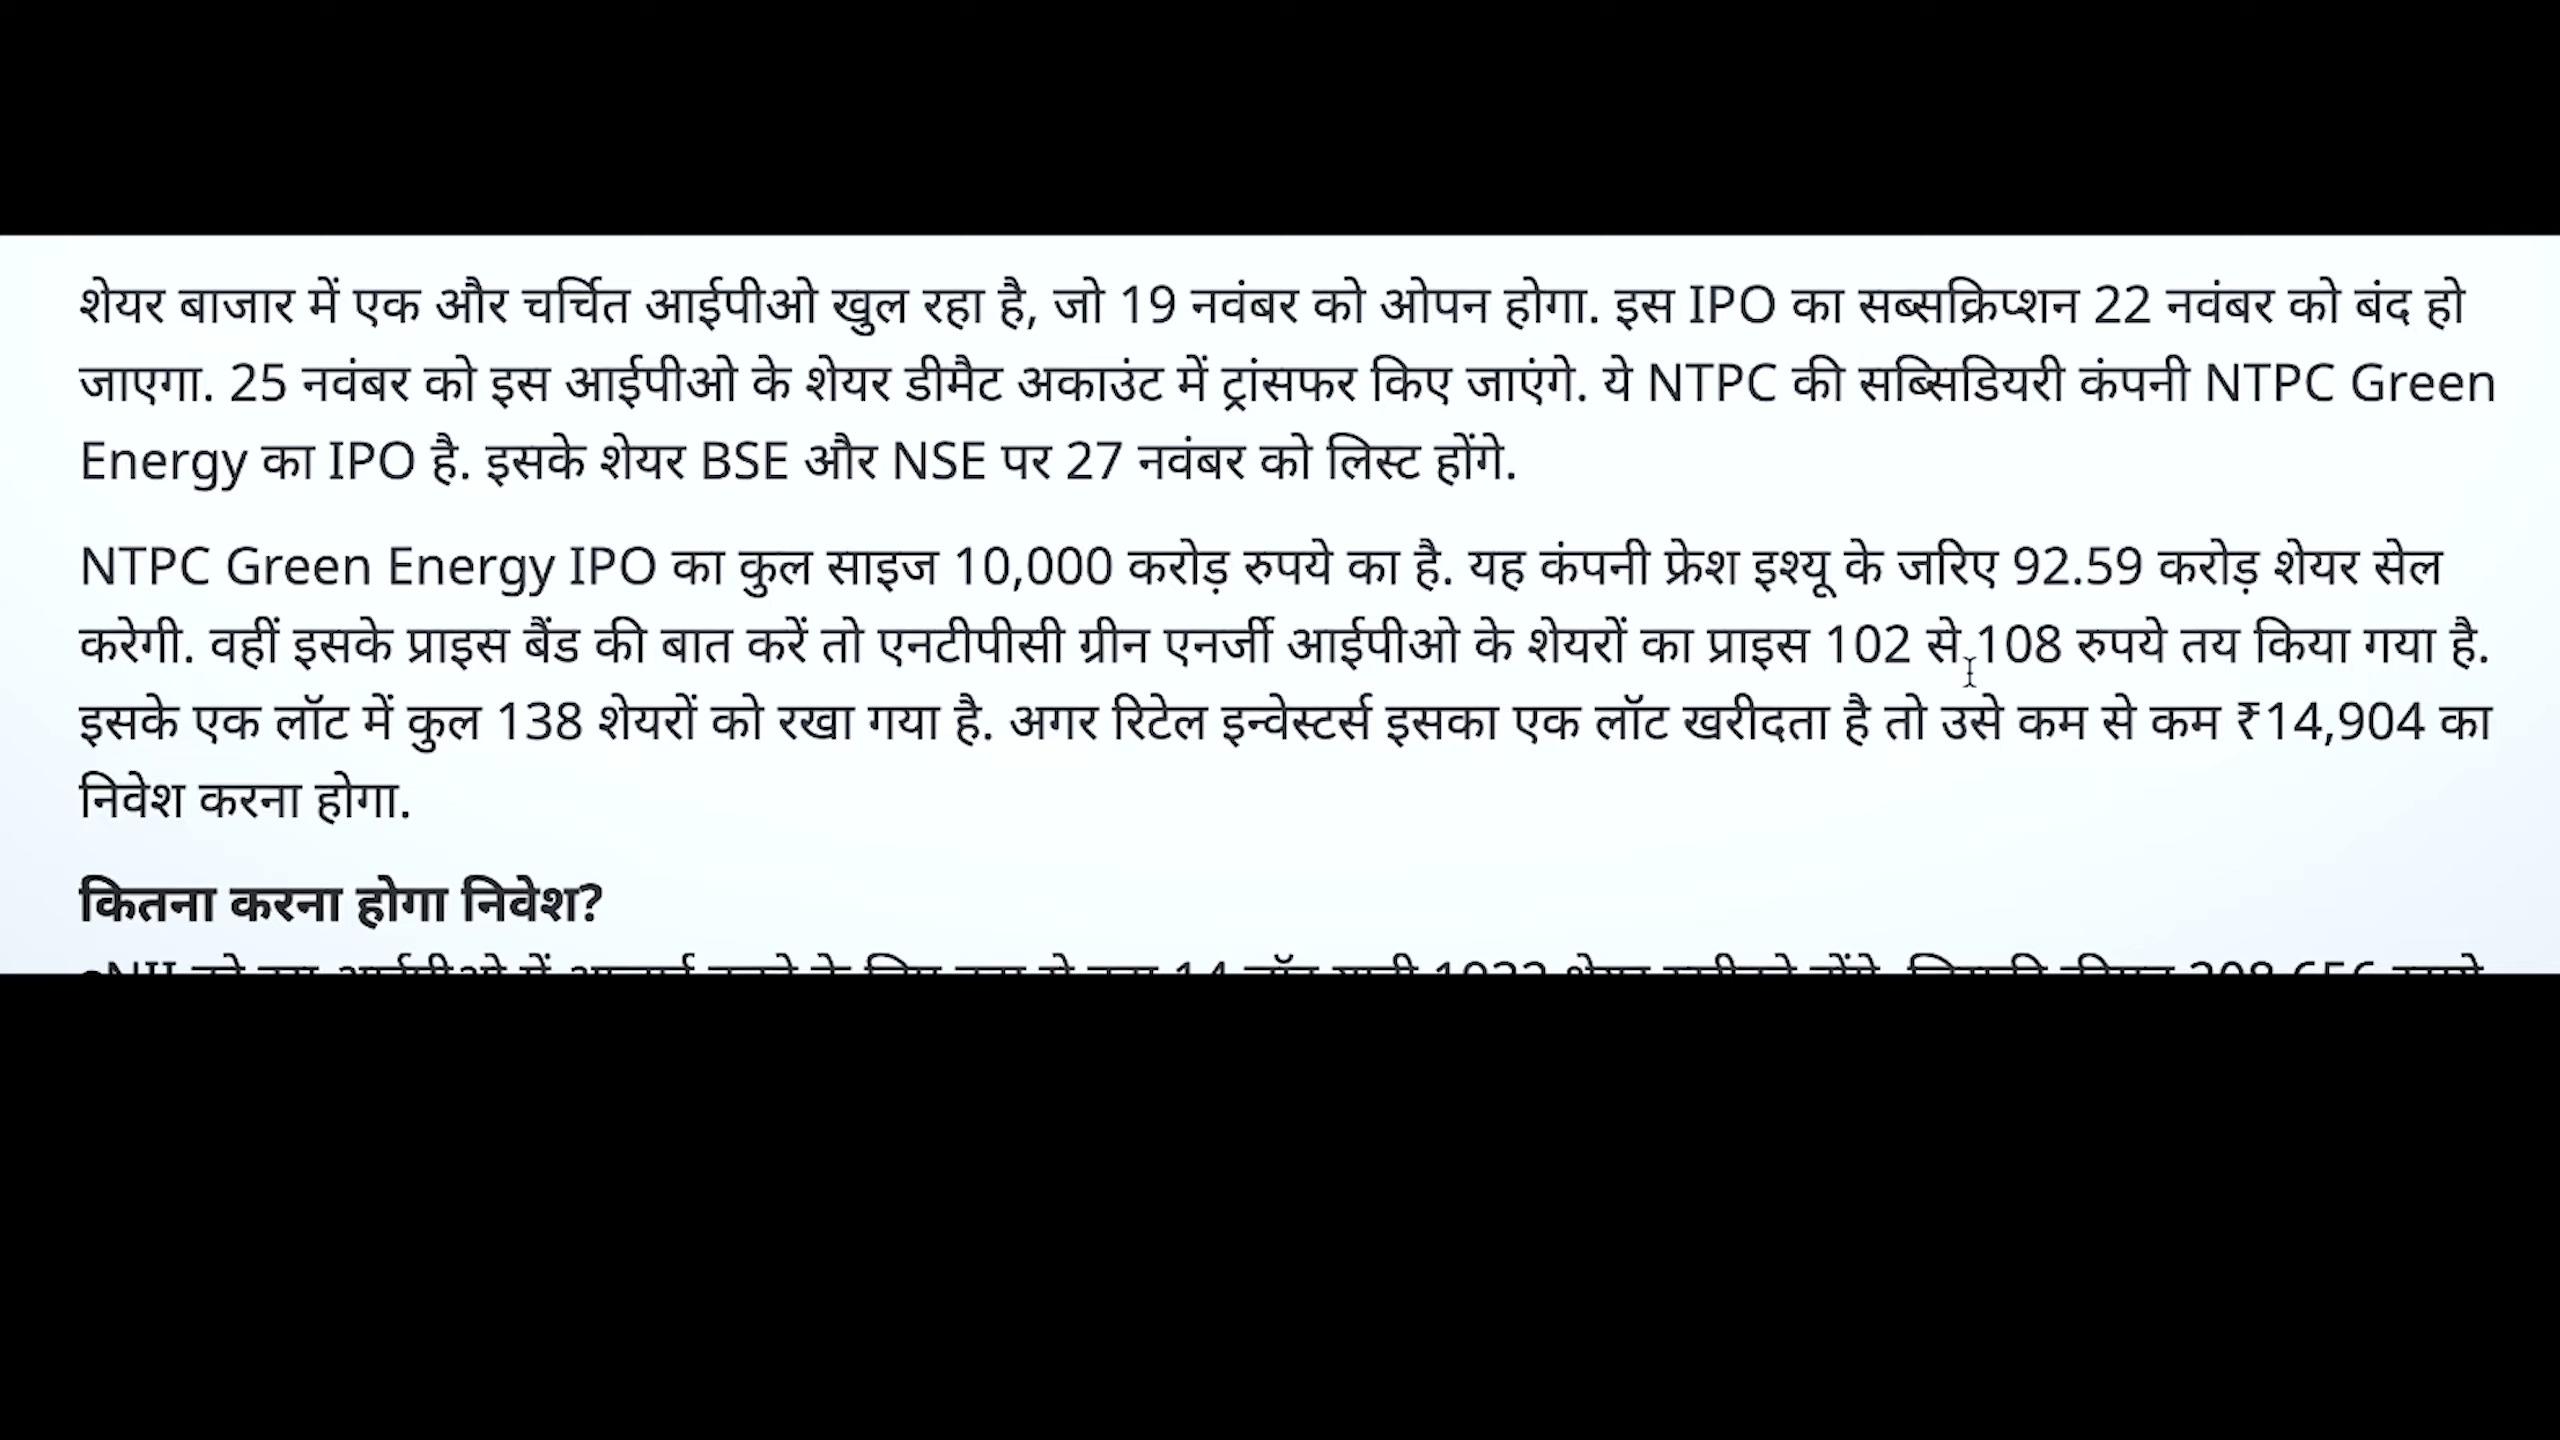 शेयर बाजार में एक और चर्चित आईपीओ खुल रहा है, जो 19 नवंबर को ओपन होगा. इस IPO का सब्सक्रिप्शन 22 नवंबर को बंद हो
जाएगा. 25 नवंबर को इस आईपीओ के शेयर डीमैट अकाउंट में ट्रांसफर किए जाएंगे. ये NTPC की सब्सिडियरी कंपनी NTPC Green
Energy का IPO है. इसके शेयर BSE और NSE पर 27 नवंबर को लिस्ट होंगे.
NTPC Green Energy IPO का कुल साइज 10,000 करोड़ रुपये का है. यह कंपनी फ्रेश इश्यू के जरिए 92.59 करोड़ शेयर सेल
करेगी. वहीं इसके प्राइस बैंड की बात करें तो एनटीपीसी ग्रीन एनर्जी आईपीओ के शेयरों का प्राइस 102 से 108 रुपये तय किया गया है.
इसके एक लॉट में कुल 138 शेयरों को रखा गया है. अगर रिटेल इन्वेस्टर्स इसका एक लॉट खरीदता है तो उसे कम से कम ₹14,904 का
निवेश करना होगा.
कितना करना होगा निवेश?